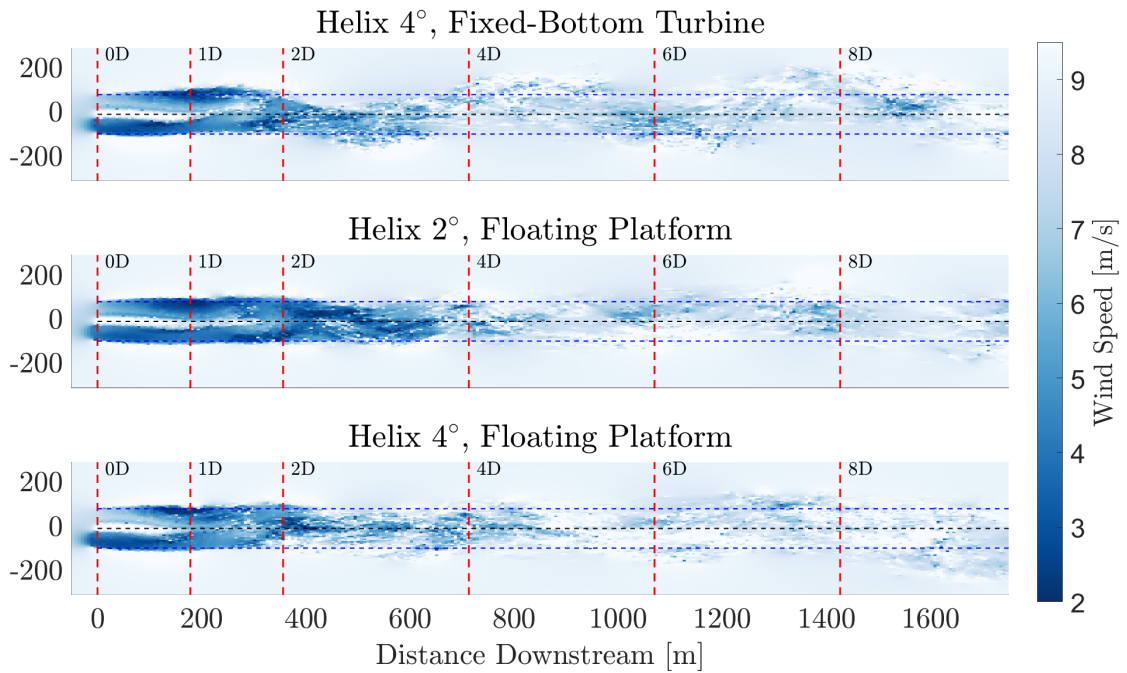 Helix 4°, Fixed-Bottom Turbine
0D 1D 2D 4D 6D 8D
200
0
-200
Helix 2°, Floating Platform
0D 1D 2D 4D 6D 8D
200
0
-200
Helix 4°, Floating Platform
0D 1D 2D 4D 6D 8D
200
0
-200
0 200 400 600 800 1000 1200 1400 1600
Distance Downstream [m]
9
8
7
6
5
4
3
2
Wind Speed [m/s]